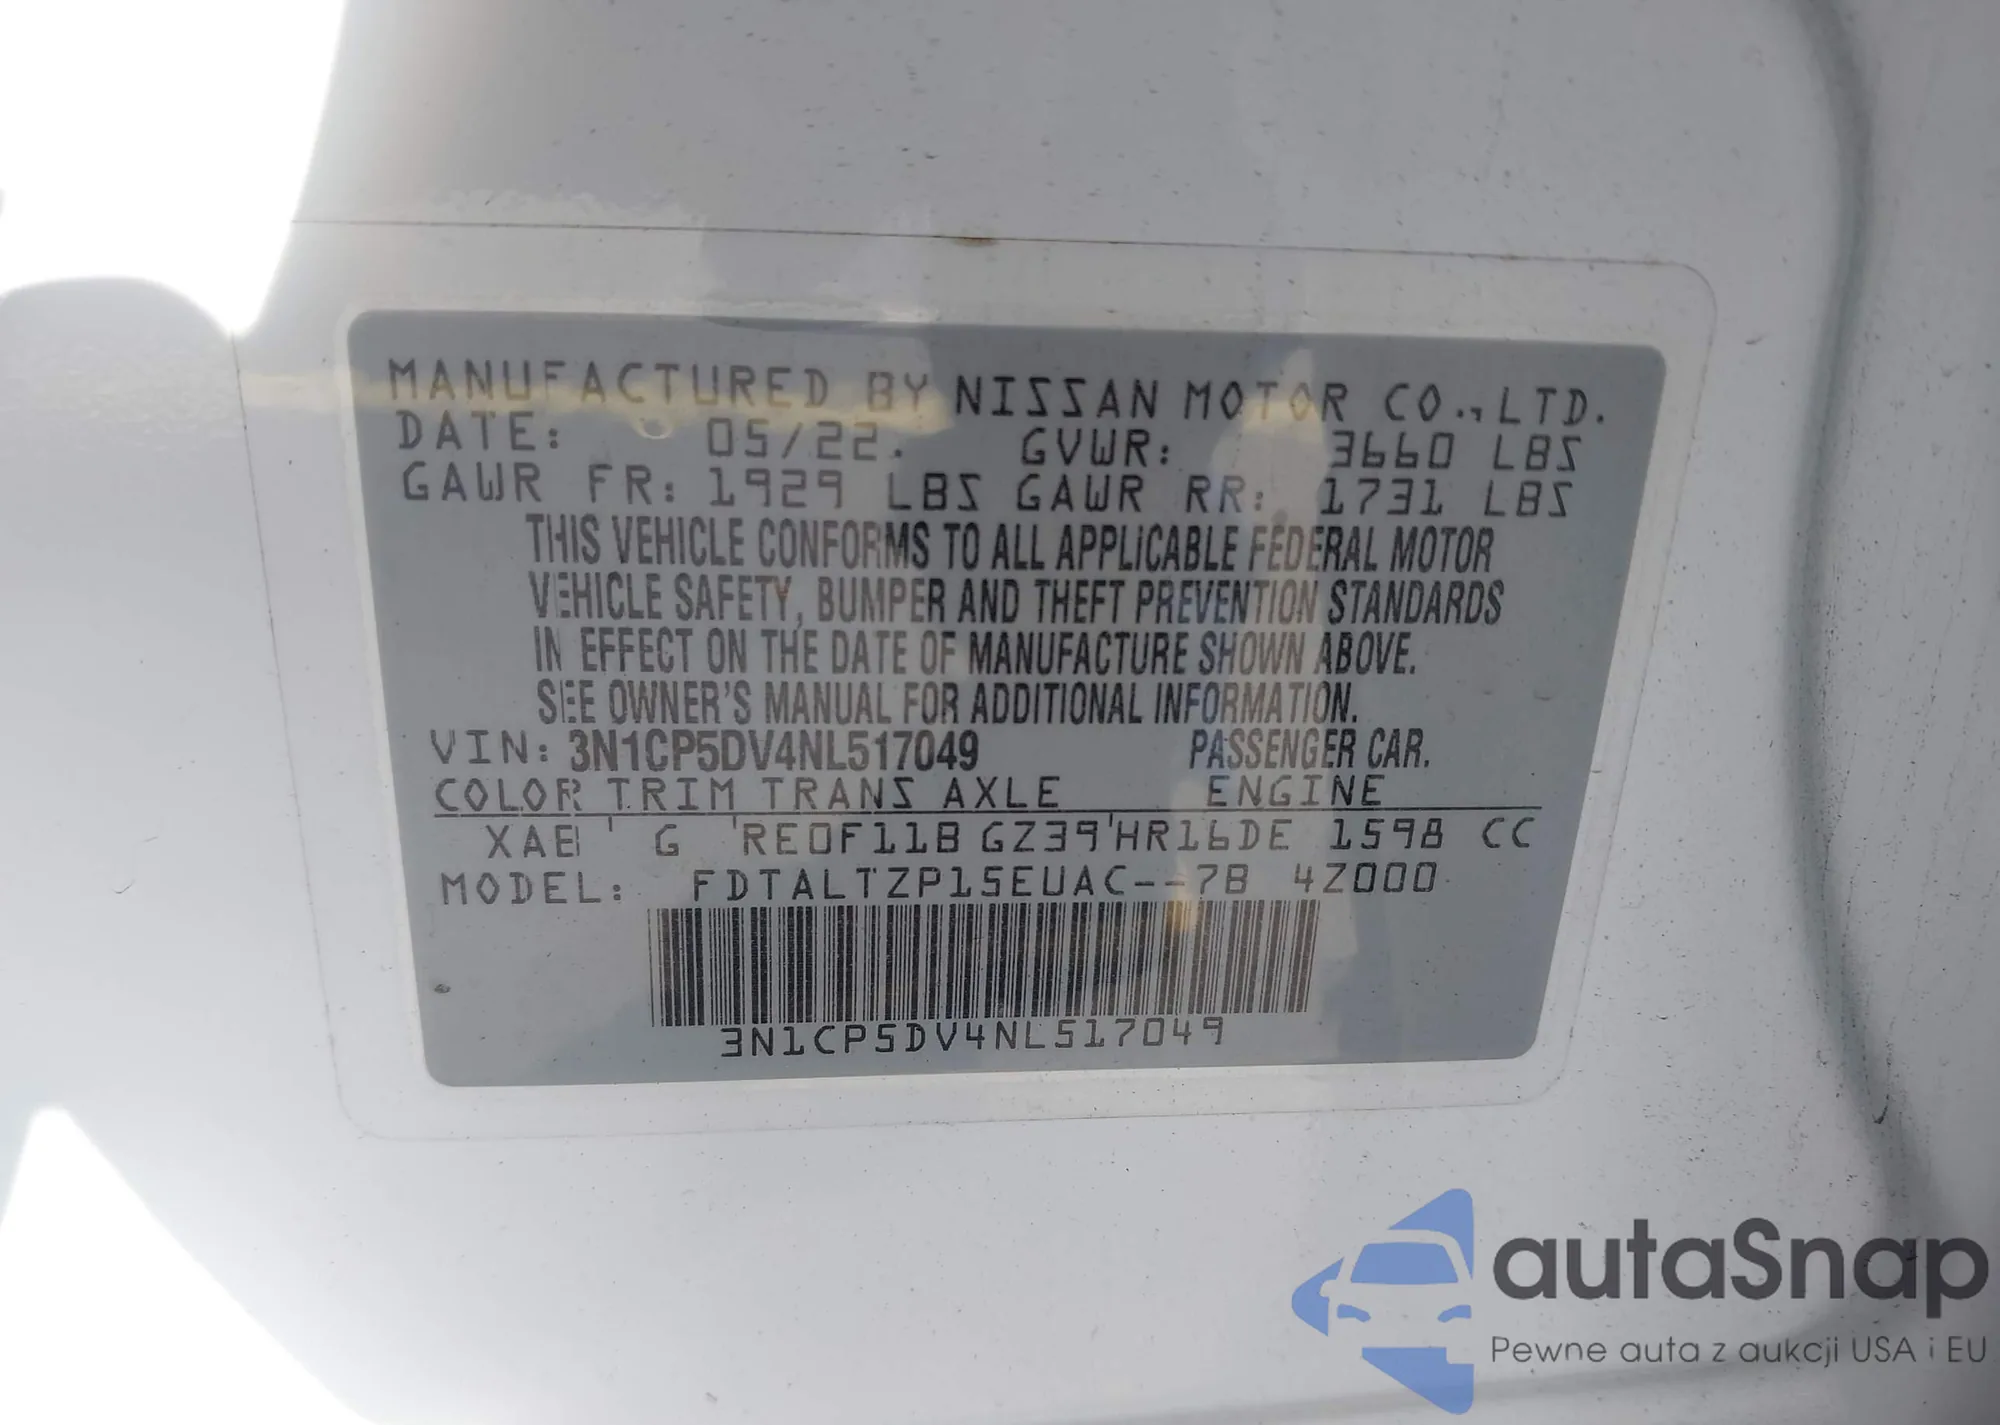 MANUFACTURED BY NISSAN MOTOR CO., LTD.
DATE: 05/22. GVWR: 3660 LBS
GAWR FR: 1929 LBS GAWR RR: 1731 LBS
THIS VEHICLE CONFORMS TO ALL APPLICABLE FEDERAL MOTOR
VEHICLE SAFETY, BUMPER AND THEFT PREVENTION STANDARDS
IN EFFECT ON THE DATE OF MANUFACTURE SHOWN ABOVE.
SEE OWNER'S MANUAL FOR ADDITIONAL INFORMATION.
VIN: 3N1CP5DV4NL517049 PASSENGER CAR.
COLOR TRIM TRANS AXLE ENGINE
XAB G RE0F11B GZ39 HR16DE 1598 CC
MODEL: FDTALTZP15EUAC--7B 4Z000
3N1CP5DV4NL517049
autaSnap
Pewne auta z aukcji USA i EU